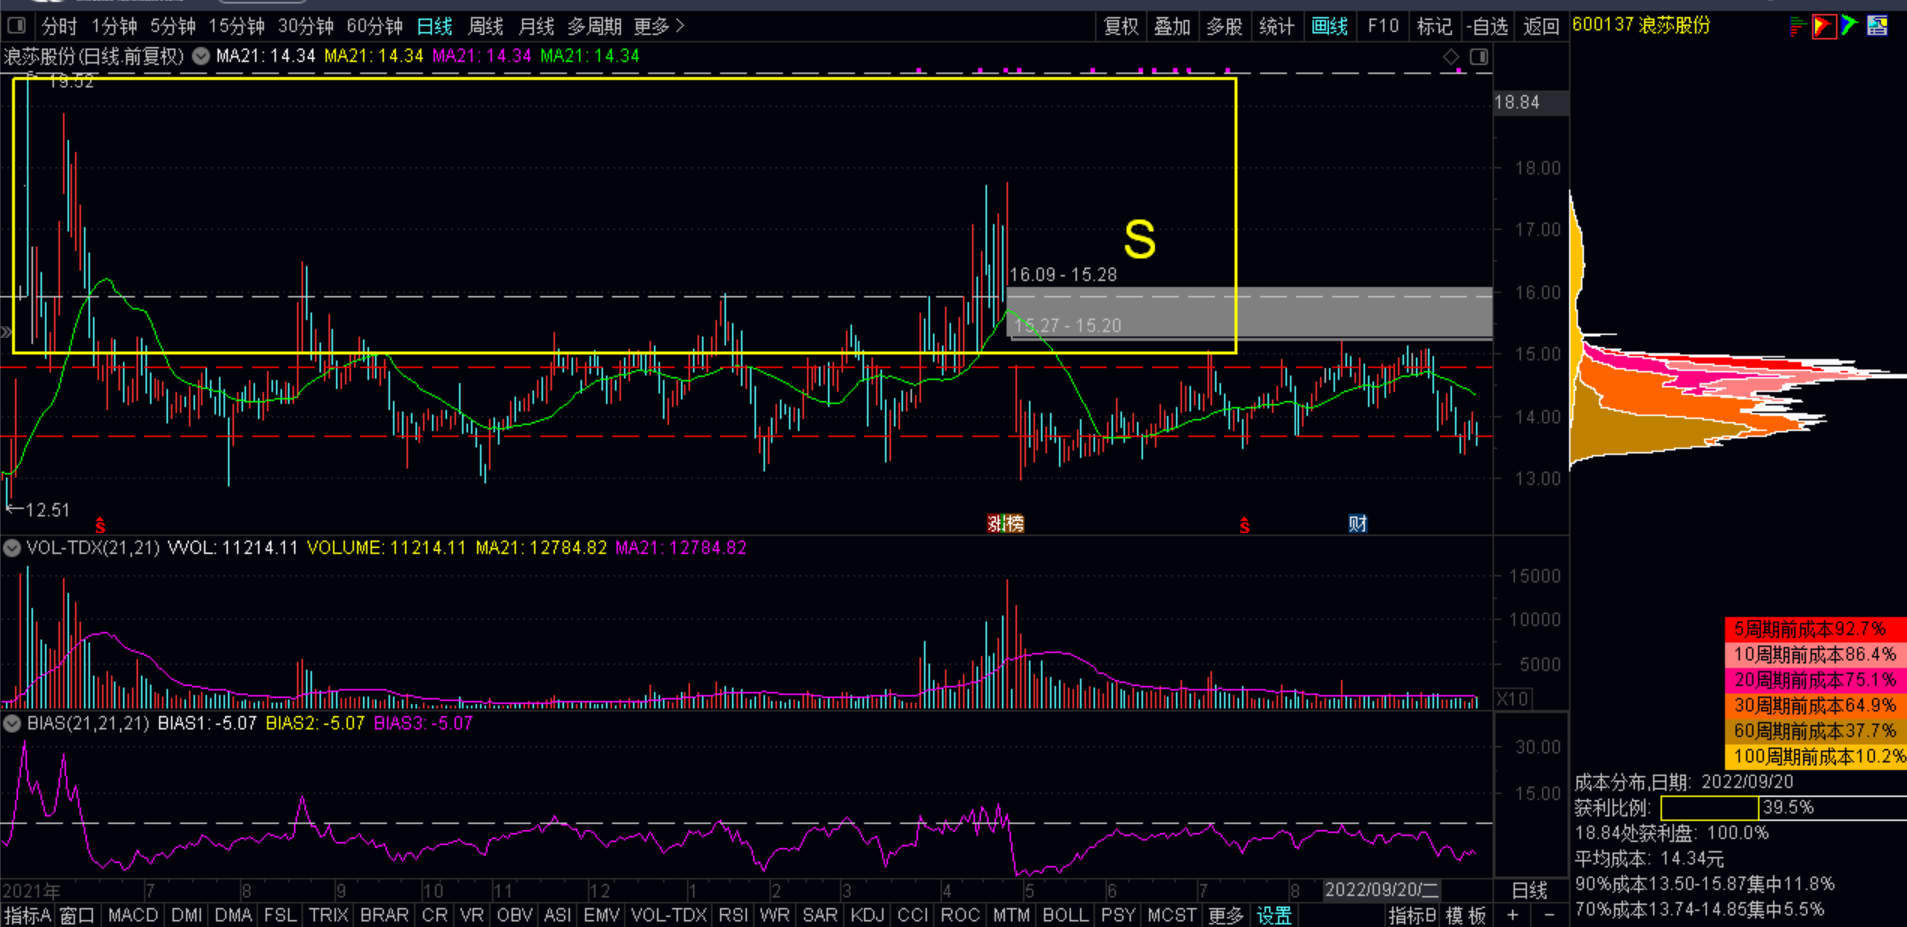 分时 1分钟 5分钟 15分钟 30分钟 60分钟 日线 周线 月线 多周期 更多 >
复权 叠加 多股 统计 画线 F10 标记 -自选 返回
600137 浪莎股份
浪莎股份(日线.前复权) MA21: 14.34 MA21: 14.34 MA21: 14.34 MA21: 14.34
19.52
18.84
18.00
17.00
16.00
15.00
14.00
13.00
S
16.09 - 15.28
15.27 - 15.20
←12.51
S
涨 榜
S
财
VOL-TDX(21,21) VVOL: 11214.11 VOLUME: 11214.11 MA21: 12784.82 MA21: 12784.82
15000
10000
5000
X10
BIAS(21,21,21) BIAS1: -5.07 BIAS2: -5.07 BIAS3: -5.07
30.00
15.00
2021年 7 8 9 10 11 12 1 2 3 4 5 6 7 8 2022/09/20/二 日线
指标A 窗口 MACD DMI DMA FSL TRIX BRAR CR VR OBV ASI EMV VOL-TDX RSI WR SAR KDJ CCI ROC MTM BOLL PSY MCST 更多 设置 指标B 模板 + -
5周期前成本92.7%
10周期前成本86.4%
20周期前成本75.1%
30周期前成本64.9%
60周期前成本37.7%
100周期前成本10.2%
成本分布,日期: 2022/09/20
获利比例: 39.5%
18.84处获利盘: 100.0%
平均成本: 14.34元
90%成本13.50-15.87集中11.8%
70%成本13.74-14.85集中5.5%